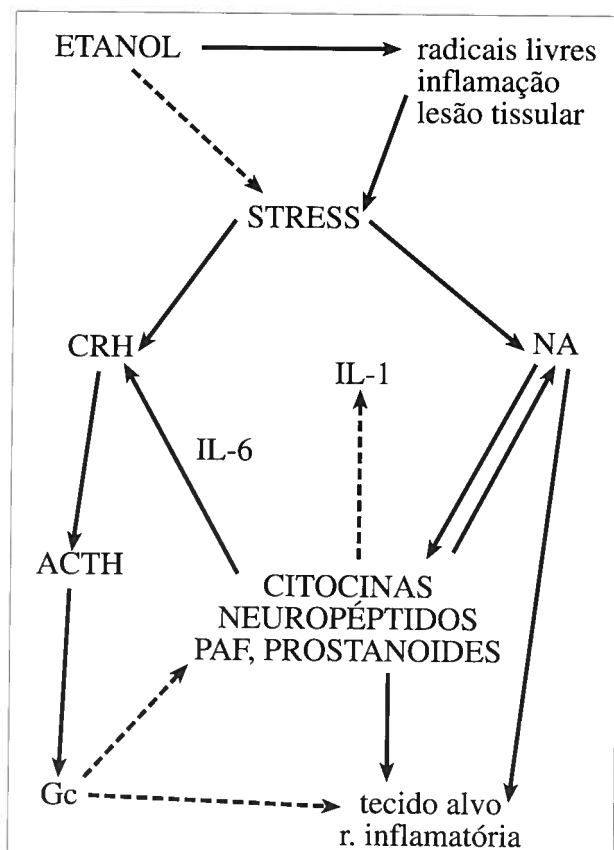 ETANOL
radicais livres
inflamação
lesão tissular
STRESS
CRH
NA
IL-1
IL-6
ACTH
CITOCINAS
NEUROPÉPTIDOS
PAF, PROSTANOIDES
Gc
tecido alvo
r. inflamatória